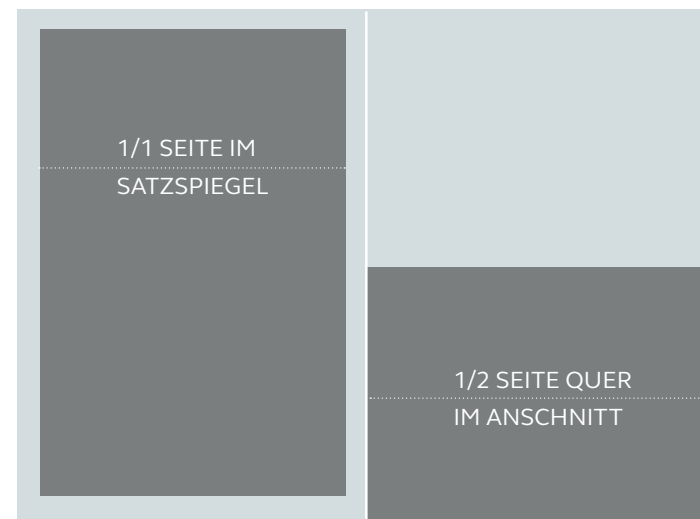 1/1 SEITE IM
SATZSPIEGEL
1/2 SEITE QUER
IM ANSCHNITT